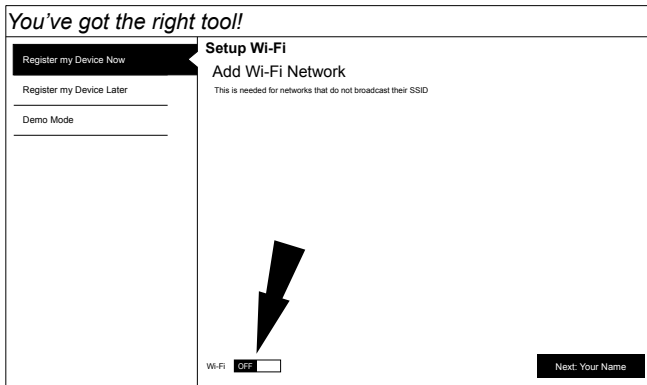 You've got the right tool!
Register my Device Now
Register my Device Later
Demo Mode
Setup Wi-Fi
Add Wi-Fi Network
This is needed for networks that do not broadcast their SSID
Wi-Fi OFF
Next: Your Name